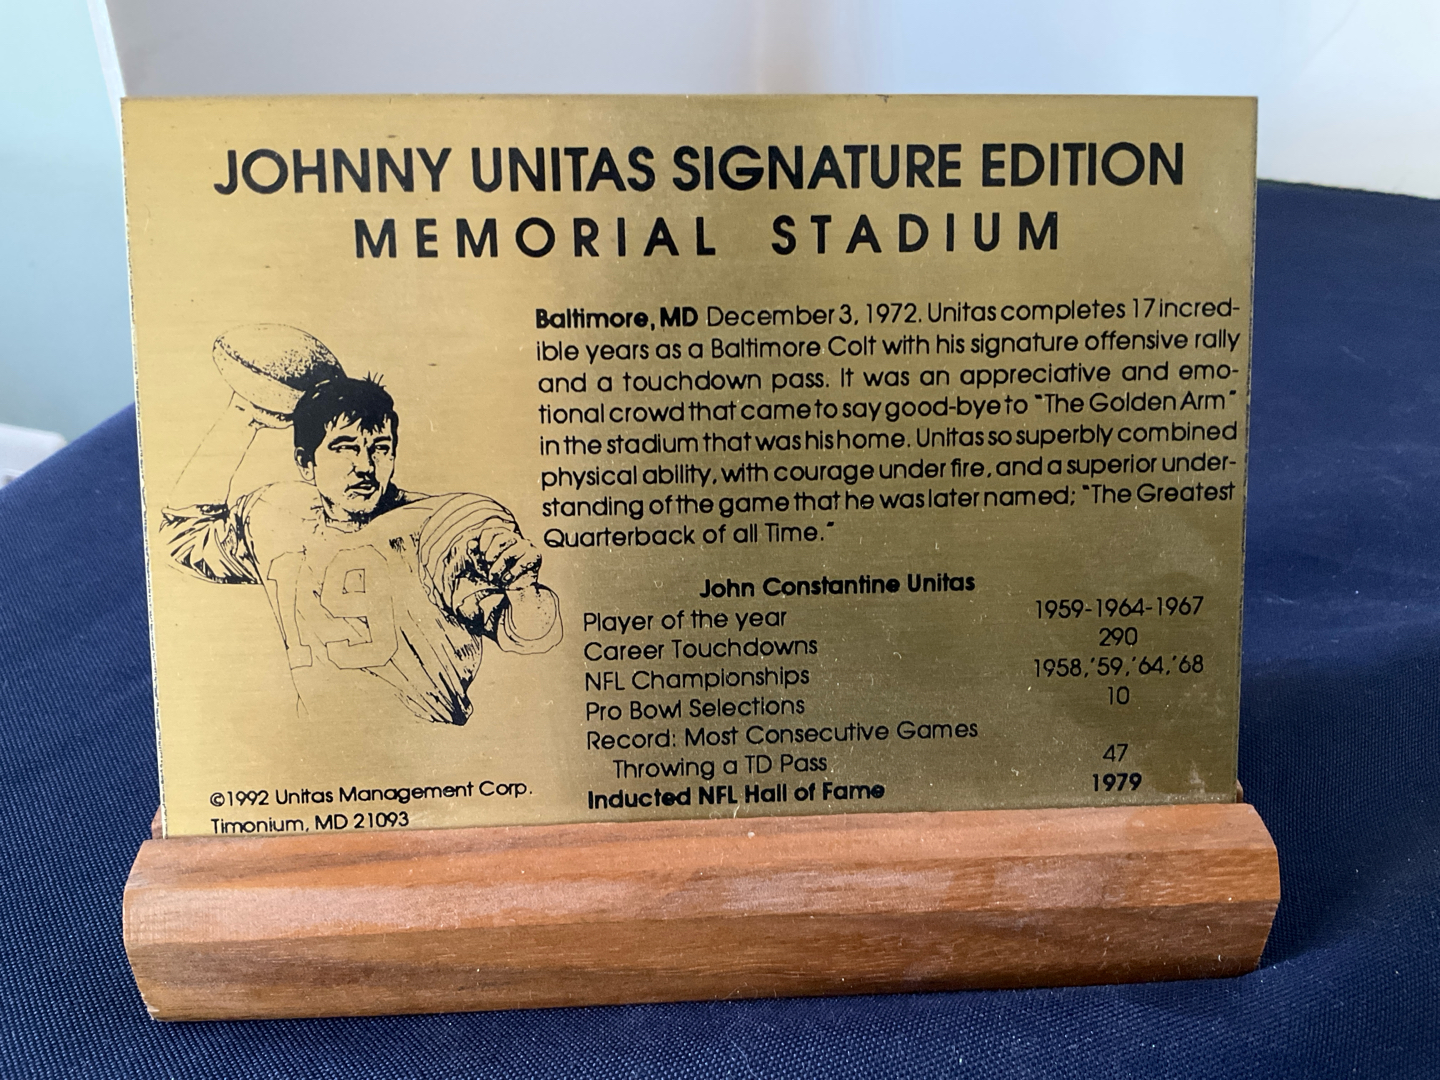 JOHNNY UNITAS SIGNATURE EDITION
MEMORIAL STADIUM
Baltimore, MD December 3, 1972. Unitas completes 17 incred-
ible years as a Baltimore Colt with his signature offensive rally
and a touchdown pass. It was an appreciative and emo-
tional crowd that came to say good-bye to "The Golden Arm"
in the stadium that was his home. Unitas so superbly combined
physical ability, with courage under fire, and a superior under-
standing of the game that he was later named; "The Greatest
Quarterback of all Time."
19
John Constantine Unitas
Player of the year 1959-1964-1967
Career Touchdowns 290
NFL Championships 1958,'59,'64,'68
Pro Bowl Selections 10
Record: Most Consecutive Games
Throwing a TD Pass 47
Inducted NFL Hall of Fame 1979
©1992 Unitas Management Corp.
Timonium, MD 21093